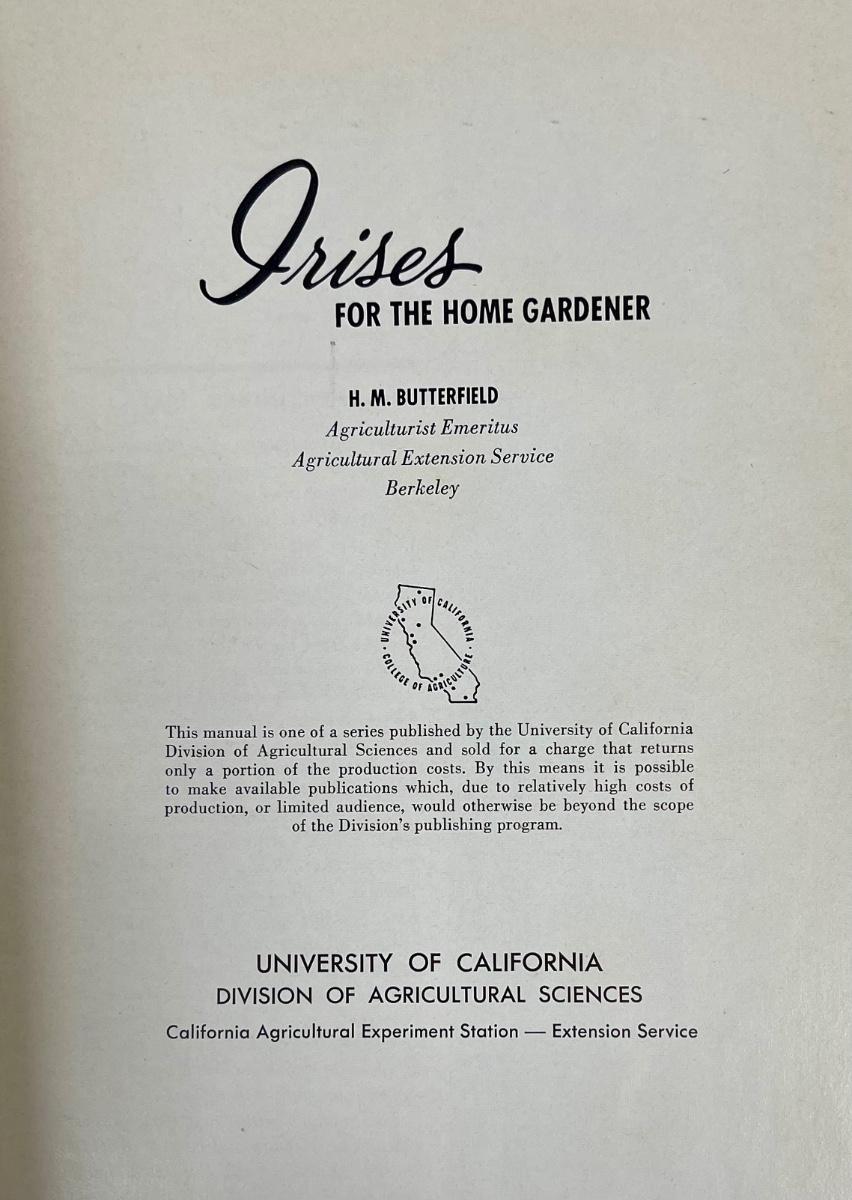 Irises
FOR THE HOME GARDENER
H. M. BUTTERFIELD
Agriculturist Emeritus
Agricultural Extension Service
Berkeley
· UNIVERSITY OF CALIFORNIA ·
COLLEGE OF AGRICULTURE
This manual is one of a series published by the University of California
Division of Agricultural Sciences and sold for a charge that returns
only a portion of the production costs. By this means it is possible
to make available publications which, due to relatively high costs of
production, or limited audience, would otherwise be beyond the scope
of the Division's publishing program.
UNIVERSITY OF CALIFORNIA
DIVISION OF AGRICULTURAL SCIENCES
California Agricultural Experiment Station — Extension Service